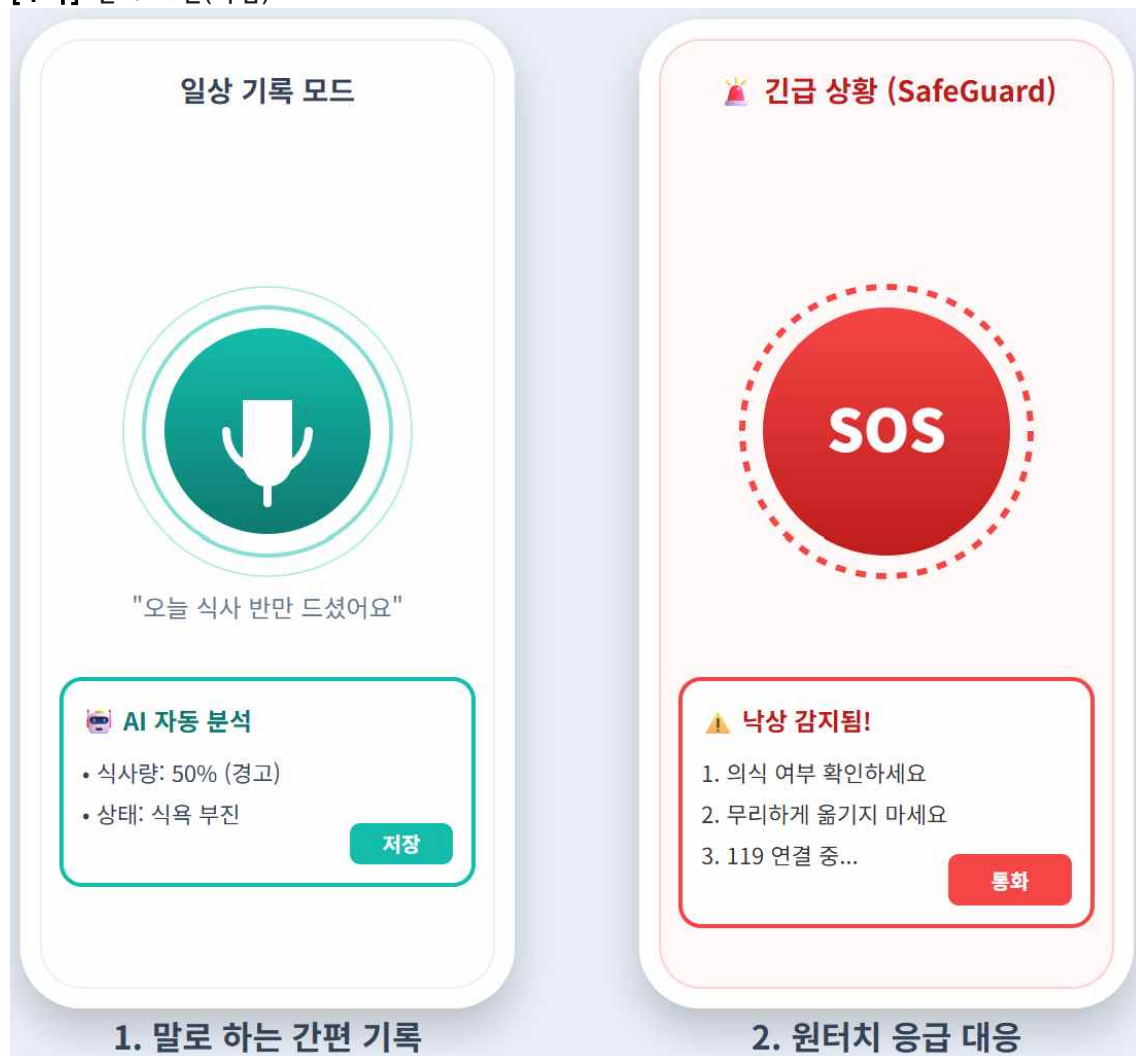 일상 기록 모드
"오늘 식사 반만 드셨어요"
🤖 AI 자동 분석
• 식사량: 50% (경고)
• 상태: 식욕 부진
저장
1. 말로 하는 간편 기록
🚨 긴급 상황 (SafeGuard)
SOS
⚠️ 낙상 감지됨!
1. 의식 여부 확인하세요
2. 무리하게 옮기지 마세요
3. 119 연결 중...
통화
2. 원터치 응급 대응